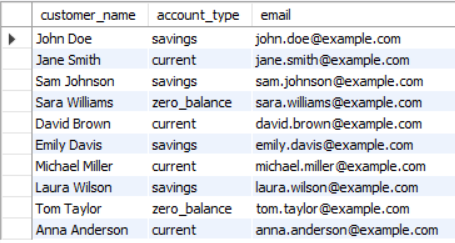 customer_name account_type email
John Doe savings john.doe@example.com
Jane Smith current jane.smith@example.com
Sam Johnson savings sam.johnson@example.com
Sara Williams zero_balance sara.williams@example.com
David Brown current david.brown@example.com
Emily Davis savings emily.davis@example.com
Michael Miller current michael.miller@example.com
Laura Wilson savings laura.wilson@example.com
Tom Taylor zero_balance tom.taylor@example.com
Anna Anderson current anna.anderson@example.com